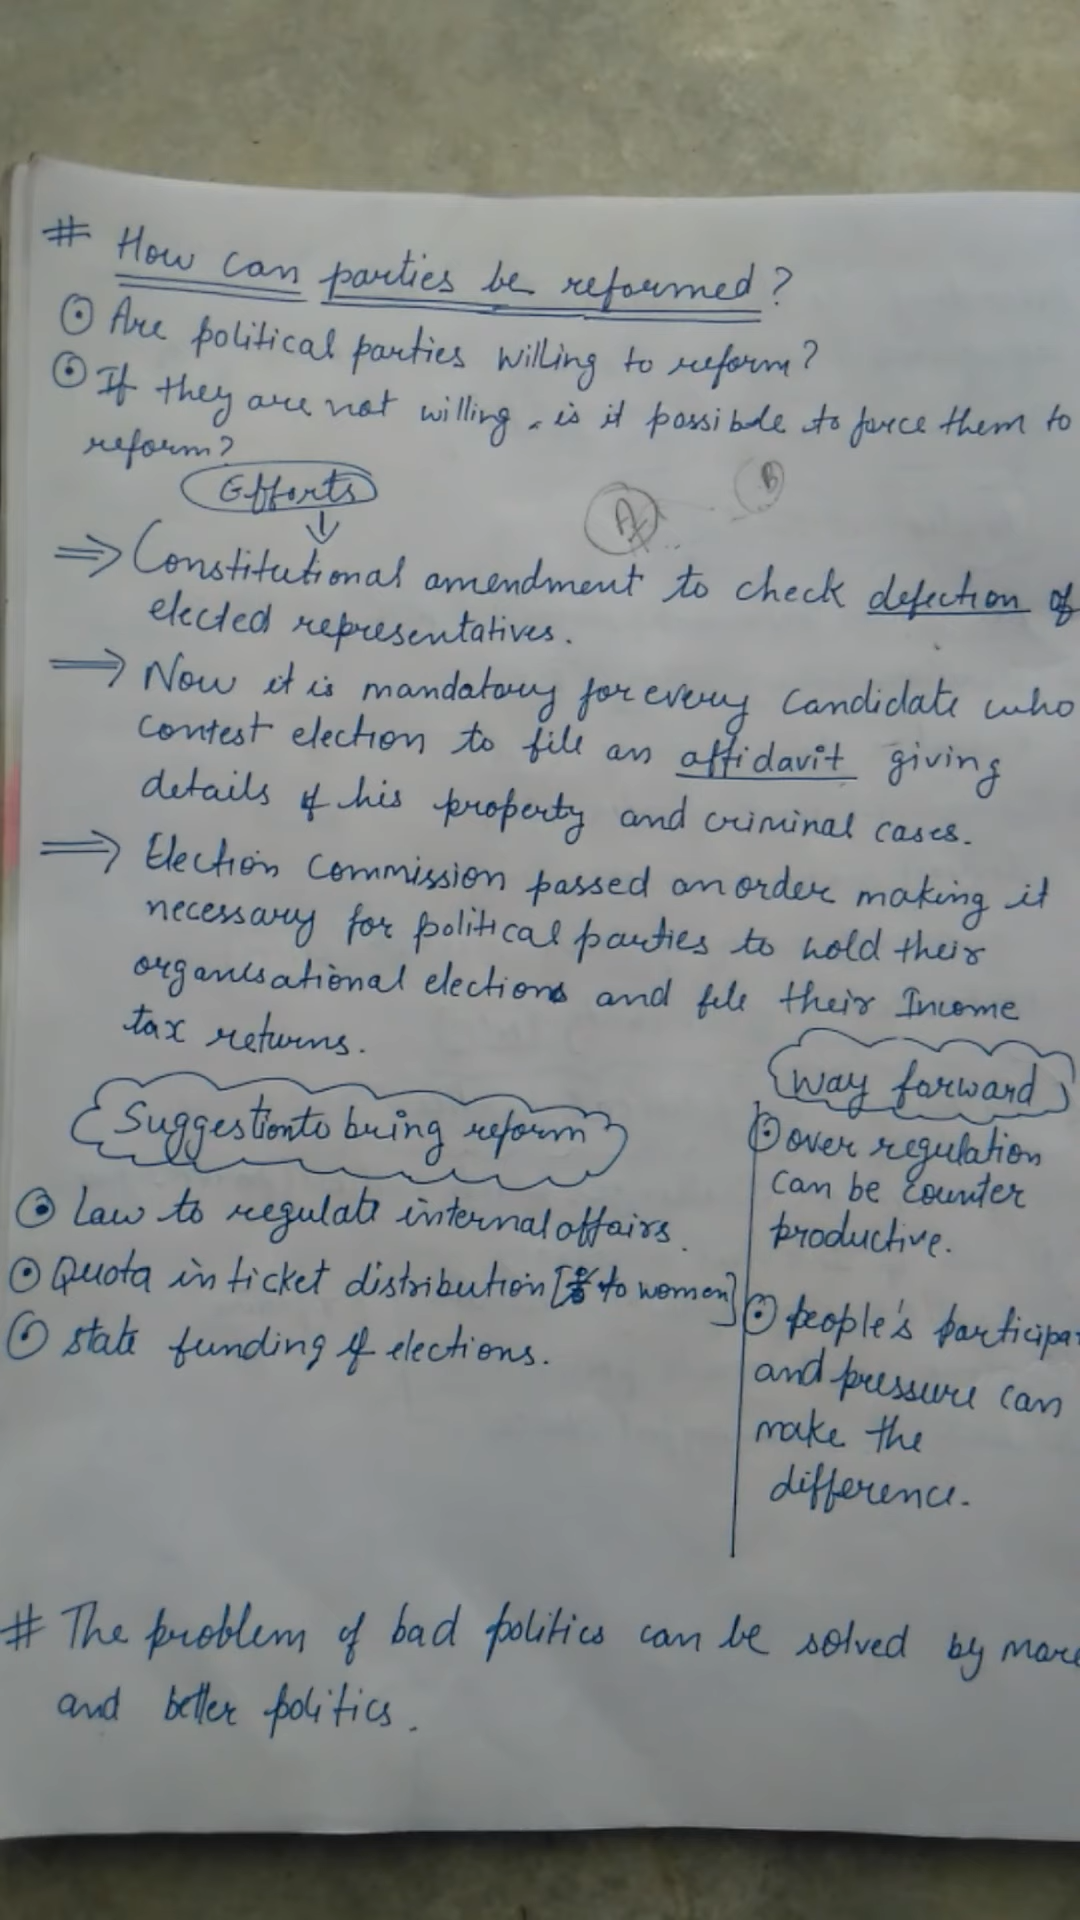 # How can parties be reformed?
⊙ Are political parties willing to reform?
⊙ If they are not willing, is it possible to force them to
reform?
Efforts
↓
A
B
⇒ Constitutional amendment to check defection of
elected representatives.
⇒ Now it is mandatory for every candidate who
contest election to file an affidavit giving
details of his property and criminal cases.
⇒ Election Commission passed an order making it
necessary for political parties to hold their
organisational elections and file their Income
tax returns.
Suggestion to bring reform
⊙ Law to regulate internal affairs.
⊙ Quota in ticket distribution [ to women]
⊙ state funding of elections.
Way forward
⊙ over regulation
can be counter
productive.
⊙ people's participa
and pressure can
make the
difference.
# The problem of bad politics can be solved by more
and better politics.